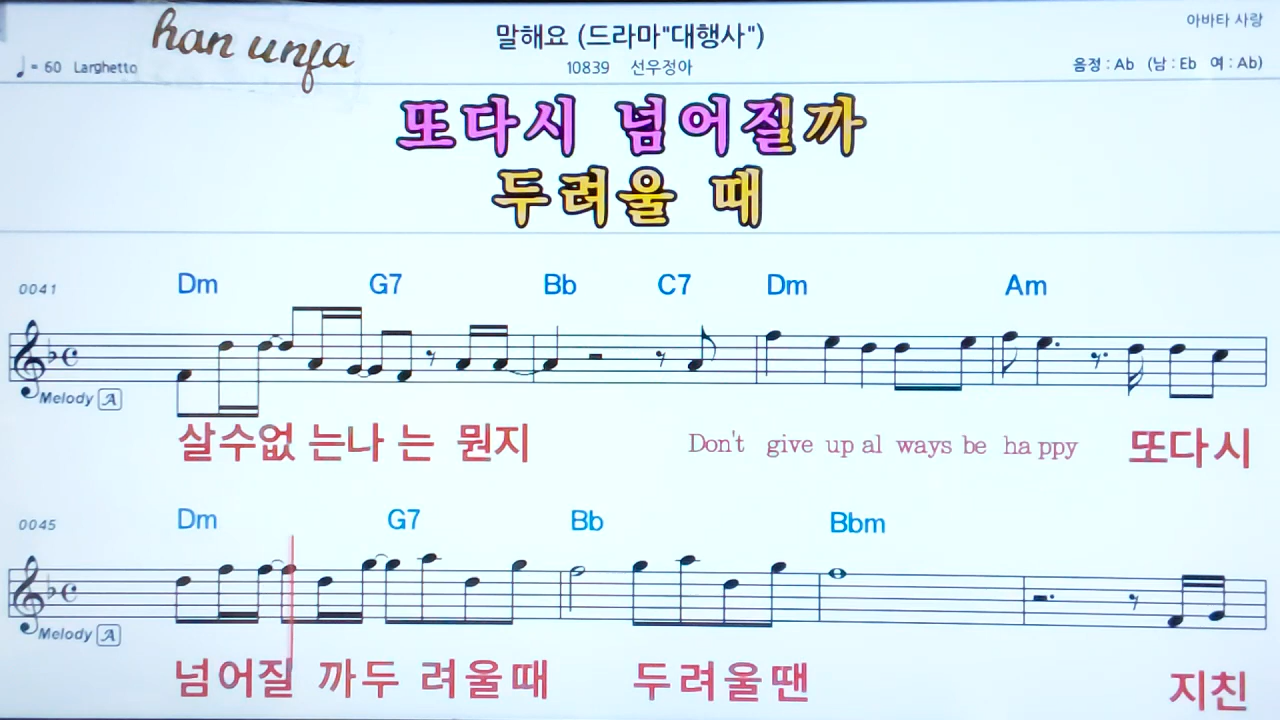 han unfa
말해요 (드라마"대행사")
아바타 사랑
♩= 60 Larghetto
10839 선우정아
음정 : Ab (남 : Eb 여 : Ab)
또다시 넘어질까
두려울 때
0041 Dm G7 Bb C7 Dm Am
Melody A
살수없 는나 는 뭔지 Don't give up al ways be ha ppy 또다시
0045 Dm G7 Bb Bbm
Melody A
넘어질 까두 려울때 두려울땐 지친